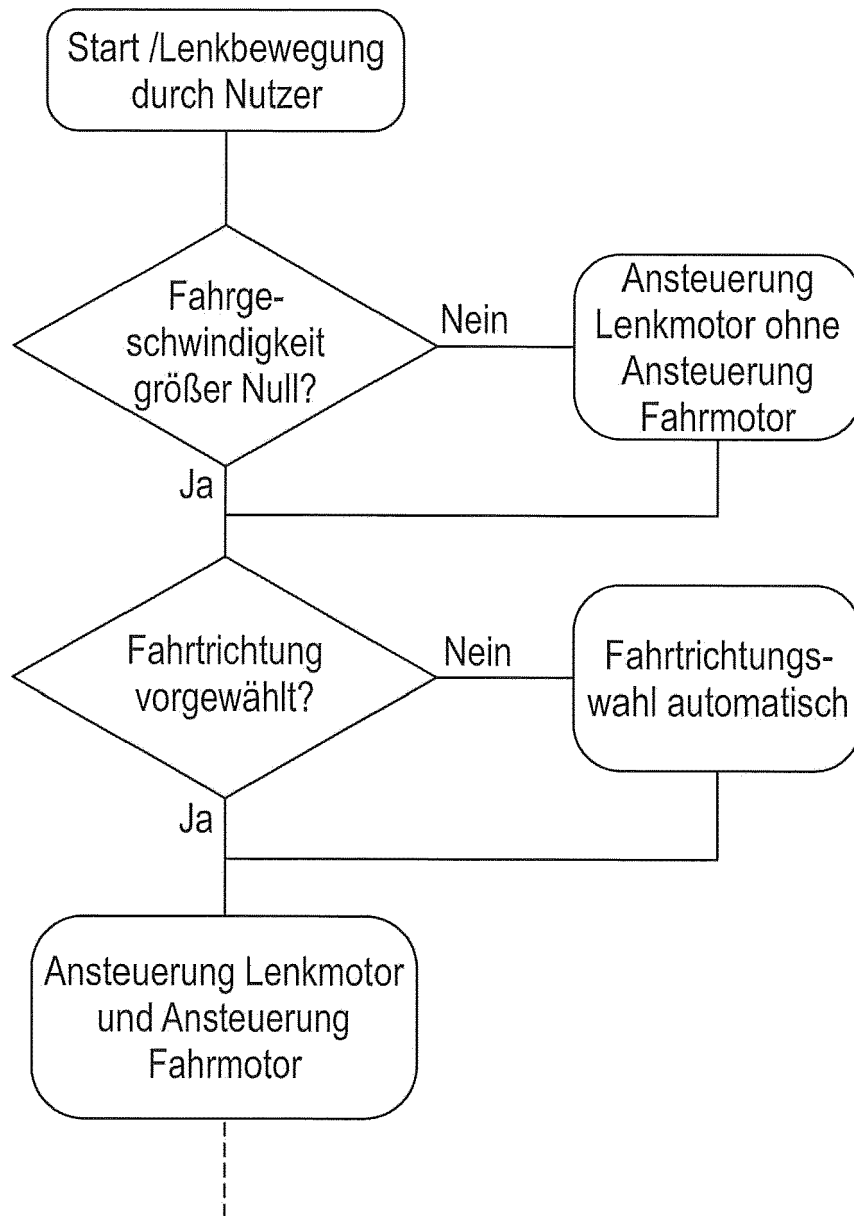 Start /Lenkbewegung
durch Nutzer
Fahrge-
schwindigkeit
größer Null?
Nein
Ansteuerung
Lenkmotor ohne
Ansteuerung
Fahrmotor
Ja
Fahrtrichtung
vorgewählt?
Nein
Fahrtrichtungs-
wahl automatisch
Ja
Ansteuerung Lenkmotor
und Ansteuerung
Fahrmotor